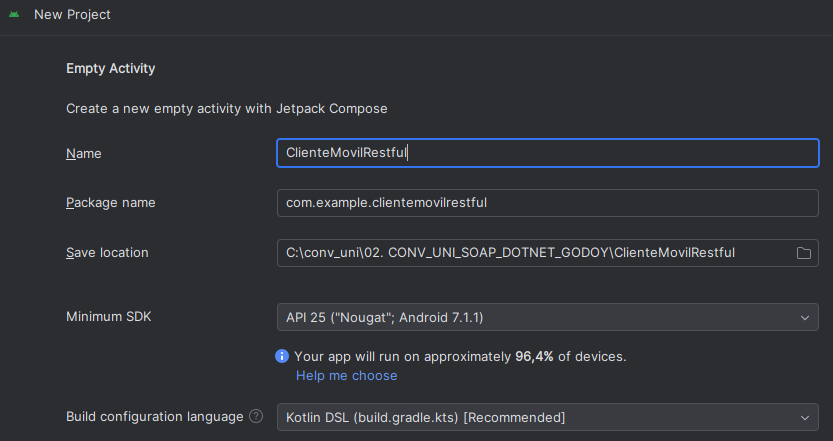 New Project
Empty Activity
Create a new empty activity with Jetpack Compose
Name
ClienteMovilRestful
Package name
com.example.clientemovilrestful
Save location
C:\conv_uni\02. CONV_UNI_SOAP_DOTNET_GODOY\ClienteMovilRestful
Minimum SDK
API 25 ("Nougat"; Android 7.1.1)
Your app will run on approximately 96,4% of devices.
Help me choose
Build configuration language ?
Kotlin DSL (build.gradle.kts) [Recommended]